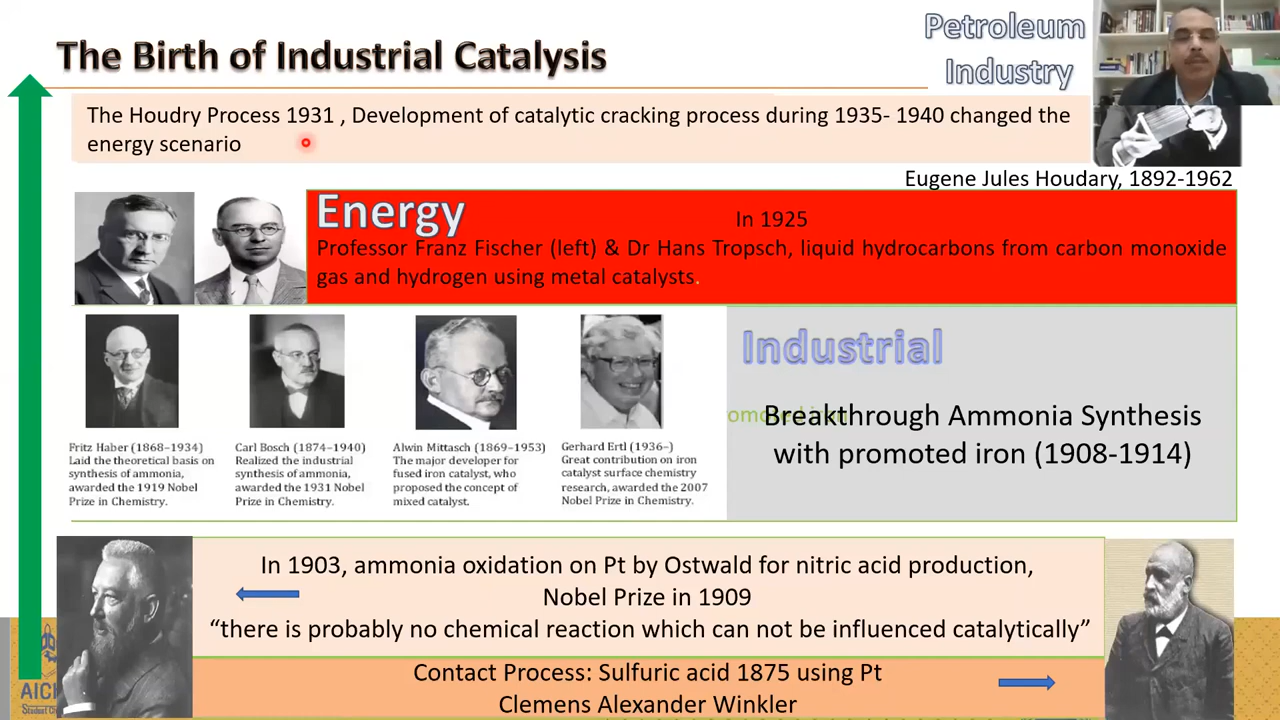 The Birth of Industrial Catalysis
Petroleum
Industry
The Houdry Process 1931 , Development of catalytic cracking process during 1935- 1940 changed the
energy scenario
Eugene Jules Houdary, 1892-1962
Energy
In 1925
Professor Franz Fischer (left) & Dr Hans Tropsch, liquid hydrocarbons from carbon monoxide
gas and hydrogen using metal catalysts.
Fritz Haber (1868–1934)
Laid the theoretical basis on
synthesis of ammonia,
awarded the 1919 Nobel
Prize in Chemistry.
Carl Bosch (1874–1940)
Realized the industrial
synthesis of ammonia,
awarded the 1931 Nobel
Prize in Chemistry.
Alwin Mittasch (1869–1953)
The major developer for
fused iron catalyst, who
proposed the concept of
mixed catalyst.
Gerhard Ertl (1936–)
Great contribution on iron
catalyst surface chemistry
research, awarded the 2007
Nobel Prize in Chemistry.
Industrial
Breakthrough Ammonia Synthesis
with promoted iron (1908-1914)
In 1903, ammonia oxidation on Pt by Ostwald for nitric acid production,
Nobel Prize in 1909
“there is probably no chemical reaction which can not be influenced catalytically”
Contact Process: Sulfuric acid 1875 using Pt
Clemens Alexander Winkler
Student